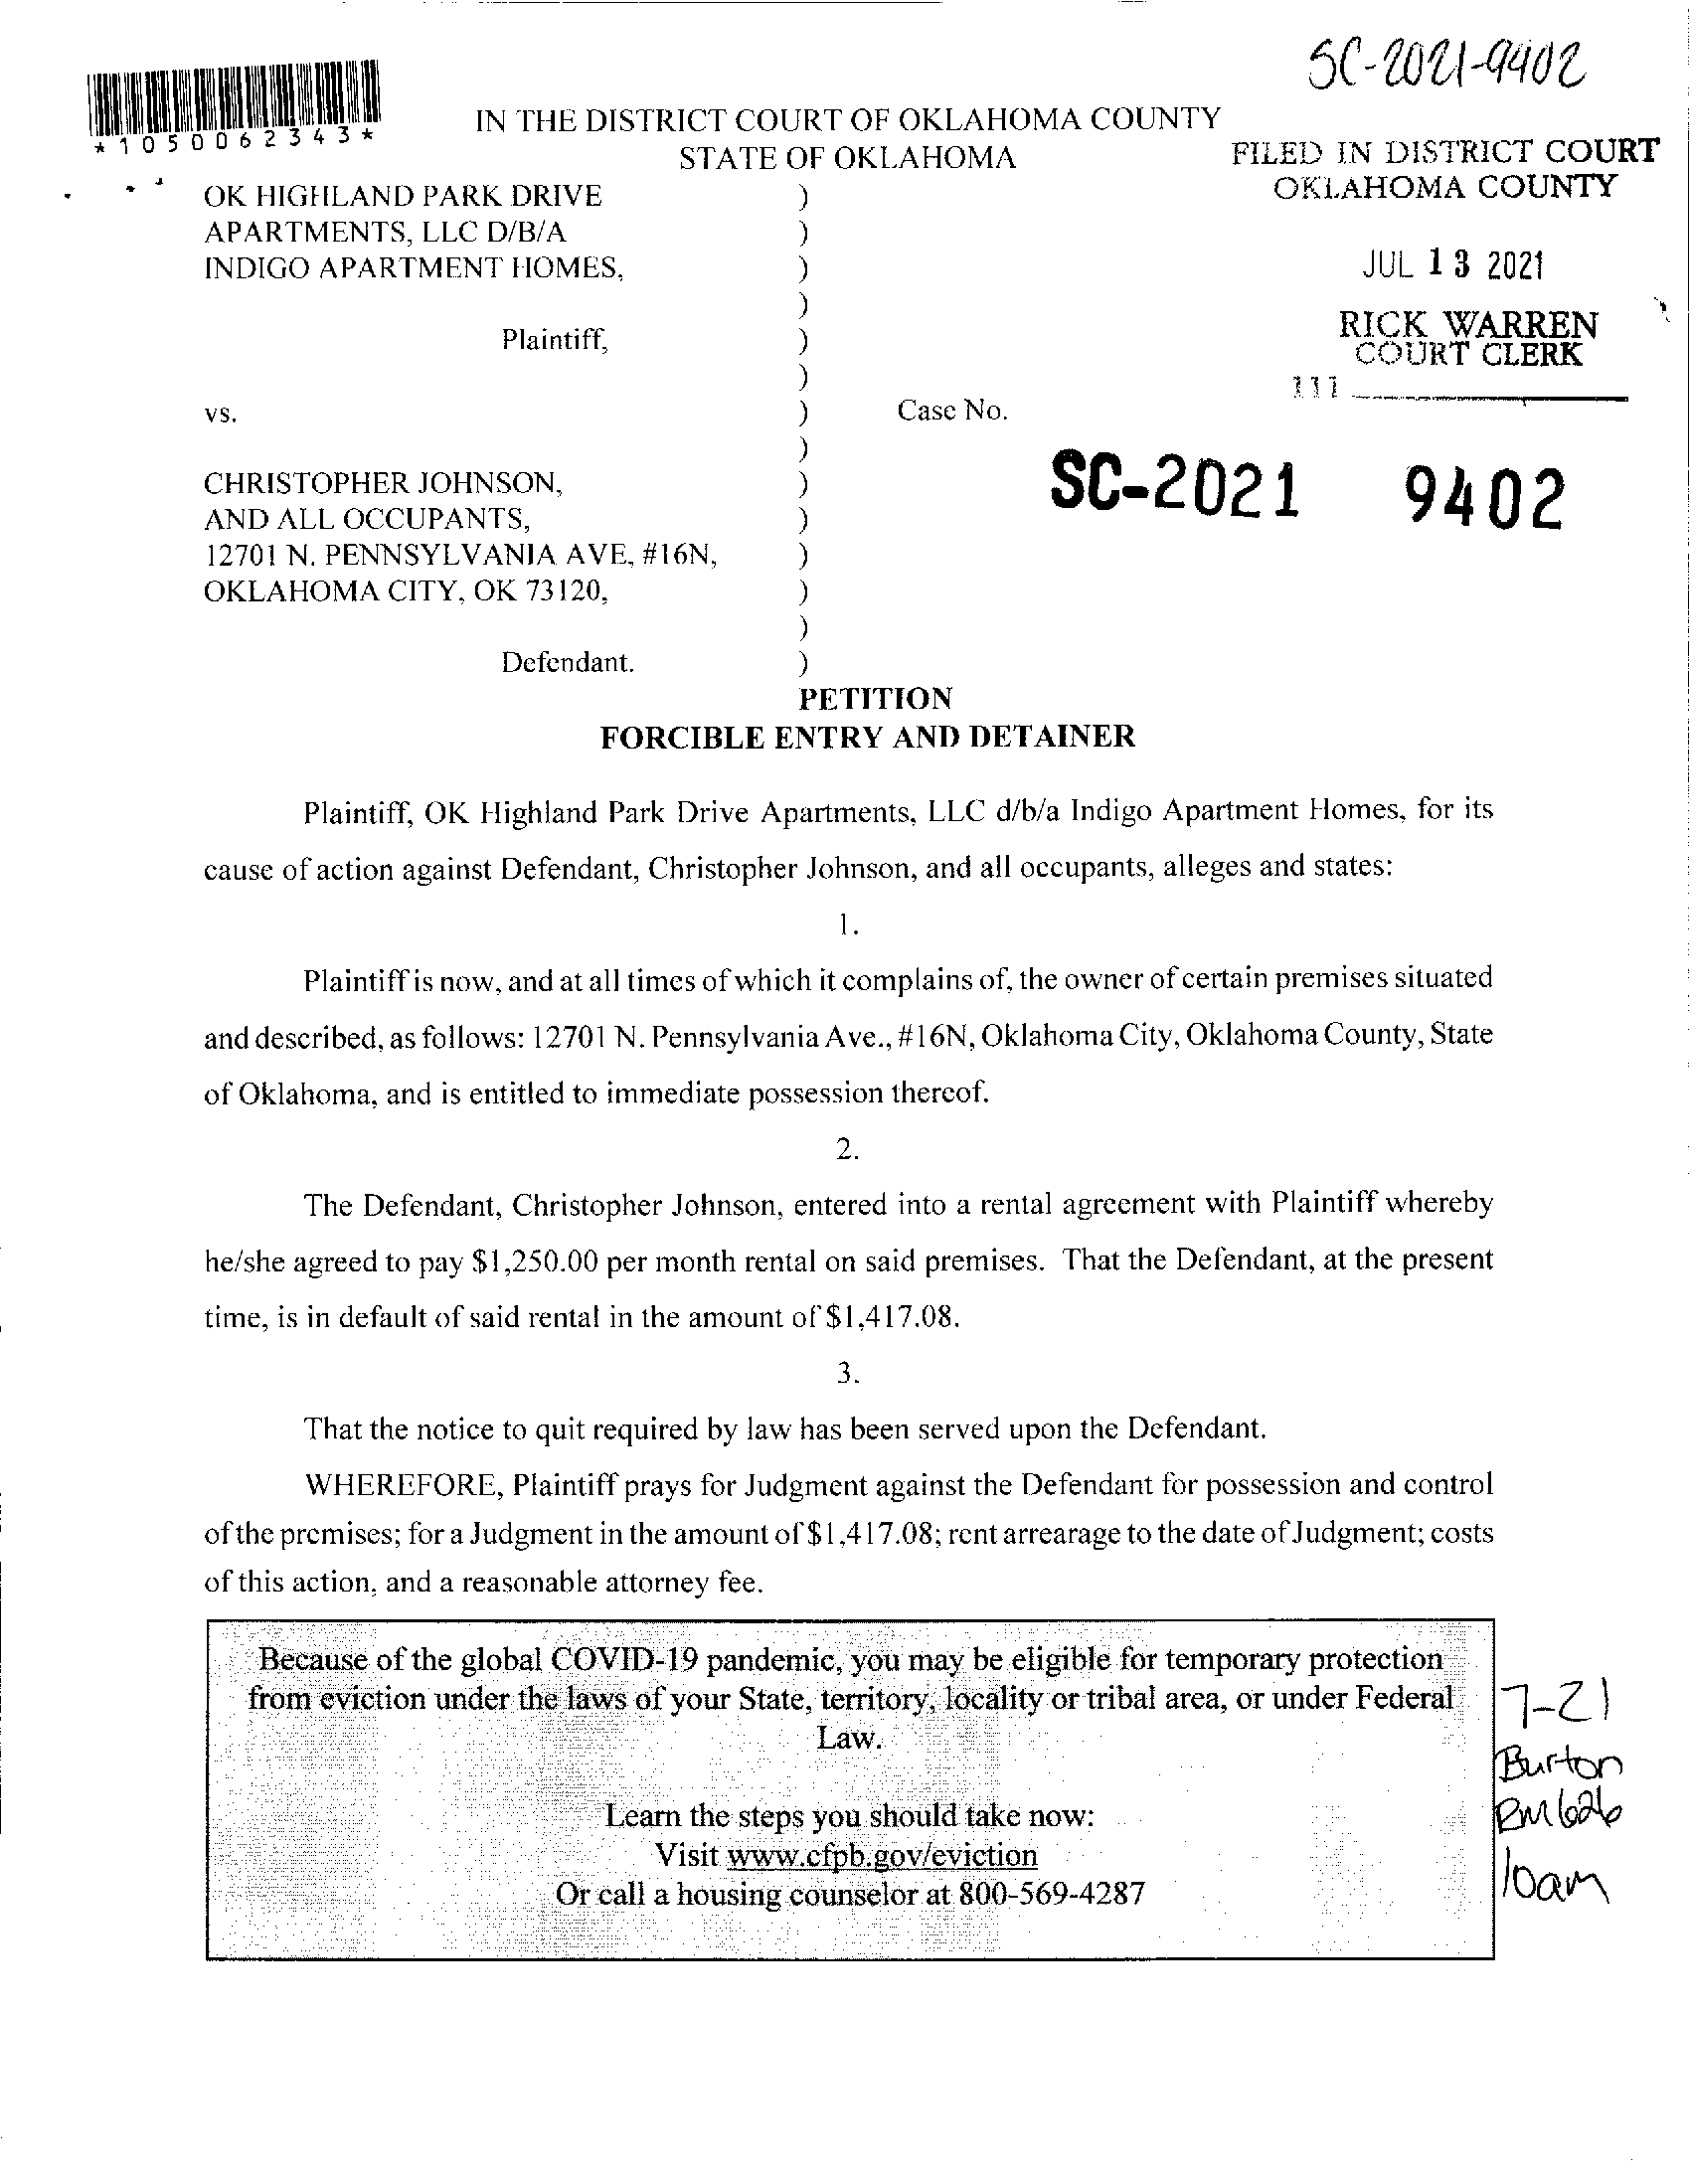 SC-2021-9402
*1050062343*
IN THE DISTRICT COURT OF OKLAHOMA COUNTY
STATE OF OKLAHOMA
FILED IN DISTRICT COURT
OKLAHOMA COUNTY
JUL 13 2021
RICK WARREN
COURT CLERK
111
OK HIGHLAND PARK DRIVE )
APARTMENTS, LLC D/B/A )
INDIGO APARTMENT HOMES, )
)
Plaintiff, )
)
vs. ) Case No.
)
SC-2021 9402
CHRISTOPHER JOHNSON, )
AND ALL OCCUPANTS, )
12701 N. PENNSYLVANIA AVE, #16N, )
OKLAHOMA CITY, OK 73120, )
)
Defendant. )
PETITION
FORCIBLE ENTRY AND DETAINER
Plaintiff, OK Highland Park Drive Apartments, LLC d/b/a Indigo Apartment Homes, for its
cause of action against Defendant, Christopher Johnson, and all occupants, alleges and states:
1.
Plaintiff is now, and at all times of which it complains of, the owner of certain premises situated
and described, as follows: 12701 N. Pennsylvania Ave., #16N, Oklahoma City, Oklahoma County, State
of Oklahoma, and is entitled to immediate possession thereof.
2.
The Defendant, Christopher Johnson, entered into a rental agreement with Plaintiff whereby
he/she agreed to pay $1,250.00 per month rental on said premises. That the Defendant, at the present
time, is in default of said rental in the amount of $1,417.08.
3.
That the notice to quit required by law has been served upon the Defendant.
WHEREFORE, Plaintiff prays for Judgment against the Defendant for possession and control
of the premises; for a Judgment in the amount of $1,417.08; rent arrearage to the date of Judgment; costs
of this action, and a reasonable attorney fee.
Because of the global COVID-19 pandemic, you may be eligible for temporary protection
from eviction under the laws of your State, territory, locality or tribal area, or under Federal
Law.
Learn the steps you should take now:
Visit www.cfpb.gov/eviction
Or call a housing counselor at 800-569-4287
7-21
Burton
Rm 626
10am